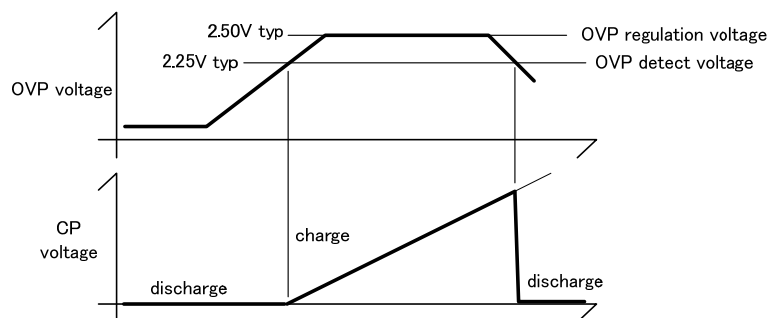 2.50V typ
OVP regulation voltage
2.25V typ
OVP detect voltage
OVP voltage
CP
voltage
charge
discharge
discharge